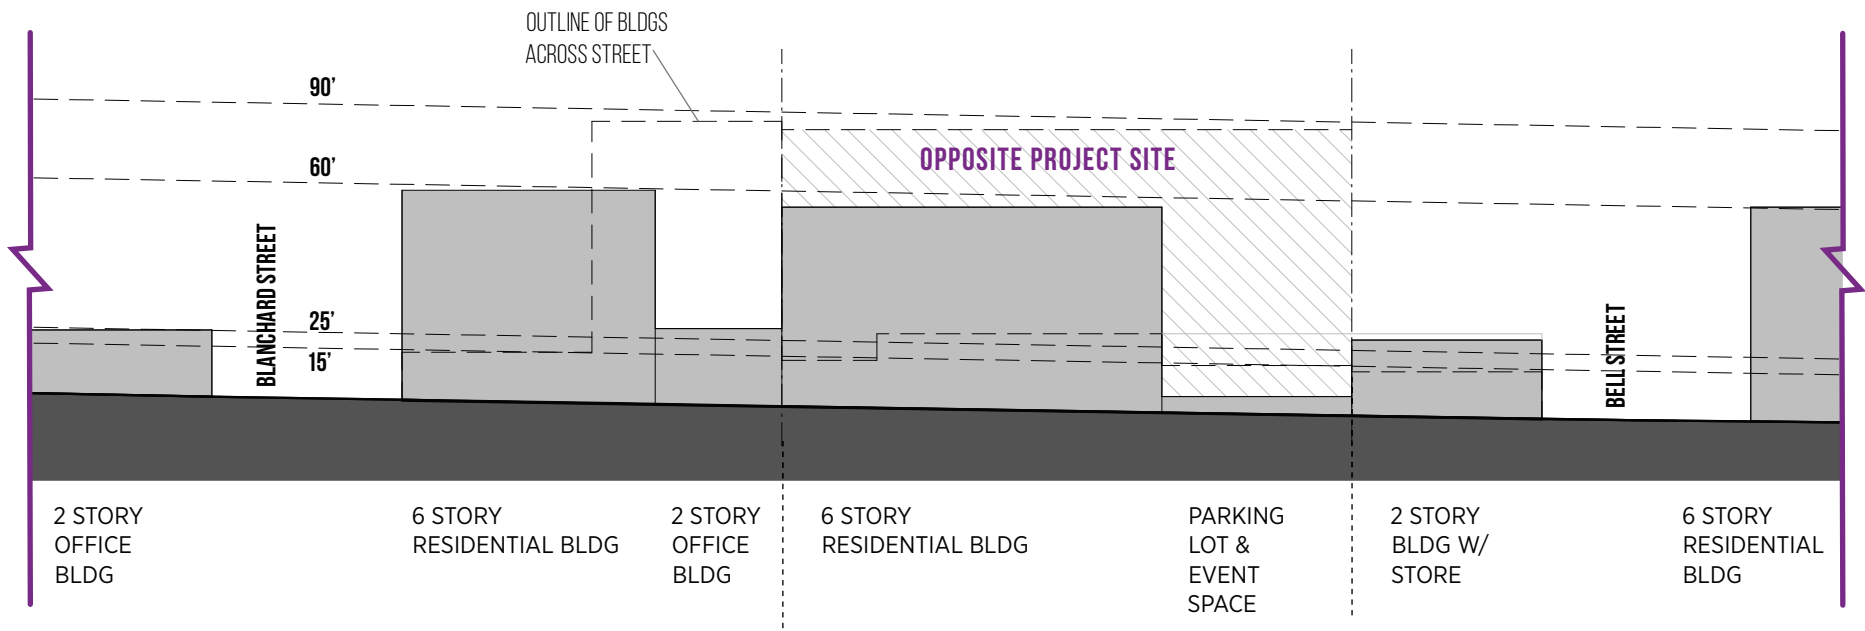 OUTLINE OF BLDGS
ACROSS STREET
90’
OPPOSITE PROJECT SITE
60’
BLANCHARD STREET
25’
15’
BELL STREET
2 STORY
OFFICE
BLDG
6 STORY
RESIDENTIAL BLDG
2 STORY
OFFICE
BLDG
6 STORY
RESIDENTIAL BLDG
PARKING
LOT &
EVENT
SPACE
2 STORY
BLDG W/
STORE
6 STORY
RESIDENTIAL
BLDG